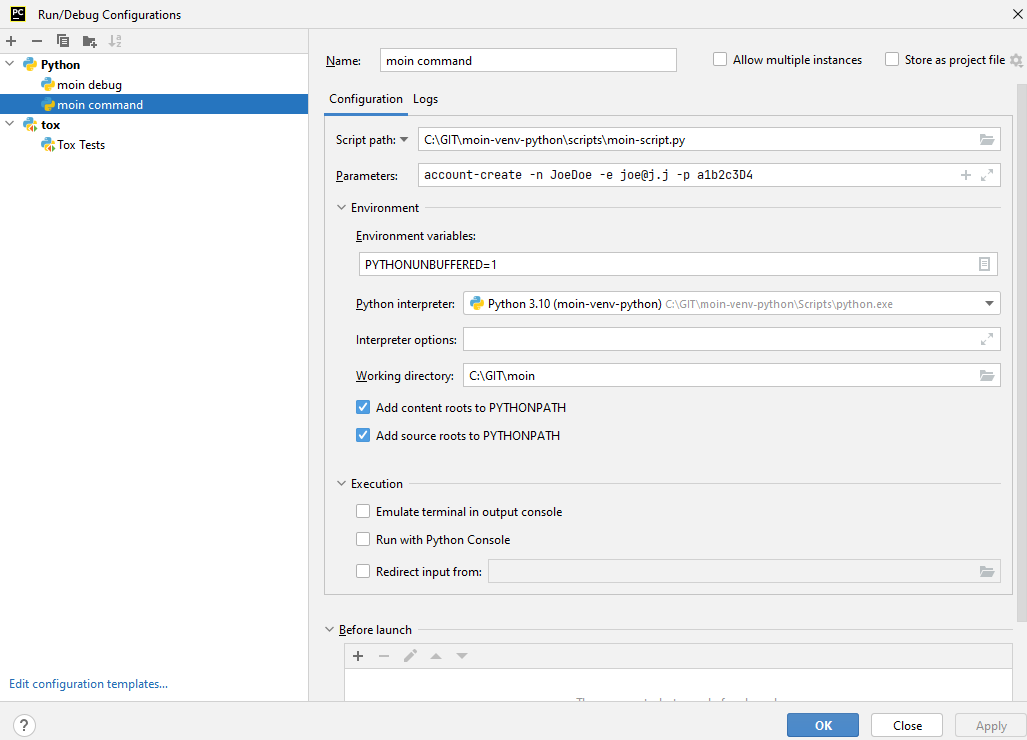 PC Run/Debug Configurations
Python
moin debug
moin command
tox
Tox Tests
Edit configuration templates...
Name: moin command Allow multiple instances Store as project file
Configuration Logs
Script path: C:\GIT\moin-venv-python\scripts\moin-script.py
Parameters: account-create -n JoeDoe -e joe@j.j -p a1b2c3D4
Environment
Environment variables:
PYTHONUNBUFFERED=1
Python interpreter: Python 3.10 (moin-venv-python) C:\GIT\moin-venv-python\Scripts\python.exe
Interpreter options:
Working directory: C:\GIT\moin
Add content roots to PYTHONPATH
Add source roots to PYTHONPATH
Execution
Emulate terminal in output console
Run with Python Console
Redirect input from:
Before launch
? OK Close Apply